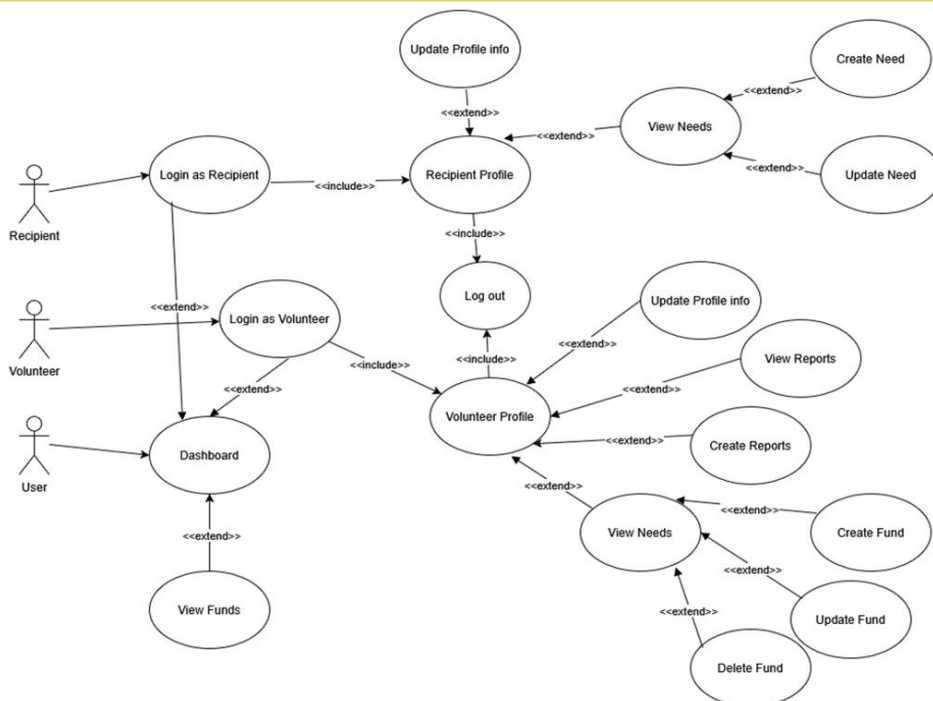 Update Profile info
Create Need
<<extend>>
<<extend>>
View Needs
<<extend>>
<<extend>>
Update Need
Recipient
Login as Recipient
<<include>>
Recipient Profile
<<include>>
Log out
<<extend>>
Volunteer
Login as Volunteer
<<extend>>
<<include>>
<<include>>
Volunteer Profile
Update Profile info
<<extend>>
View Reports
<<extend>>
Create Reports
<<extend>>
User
Dashboard
<<extend>>
View Funds
<<extend>>
View Needs
<<extend>>
Create Fund
<<extend>>
Update Fund
<<extend>>
Delete Fund